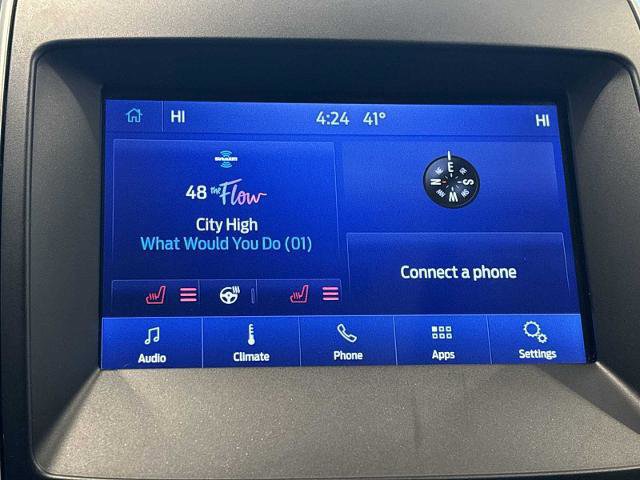 HI 4:24 41° HI
SiriusXM
48 the Flow
City High
What Would You Do (01)
N E S W
Connect a phone
Audio Climate Phone Apps Settings